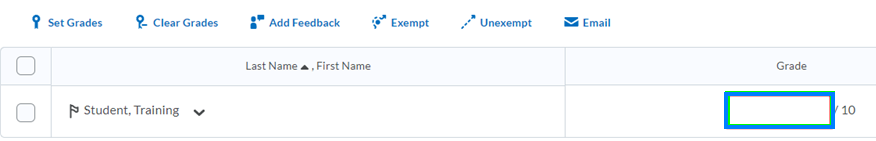 Set Grades Clear Grades Add Feedback Exempt Unexempt Email
Last Name , First Name Grade
Student, Training / 10